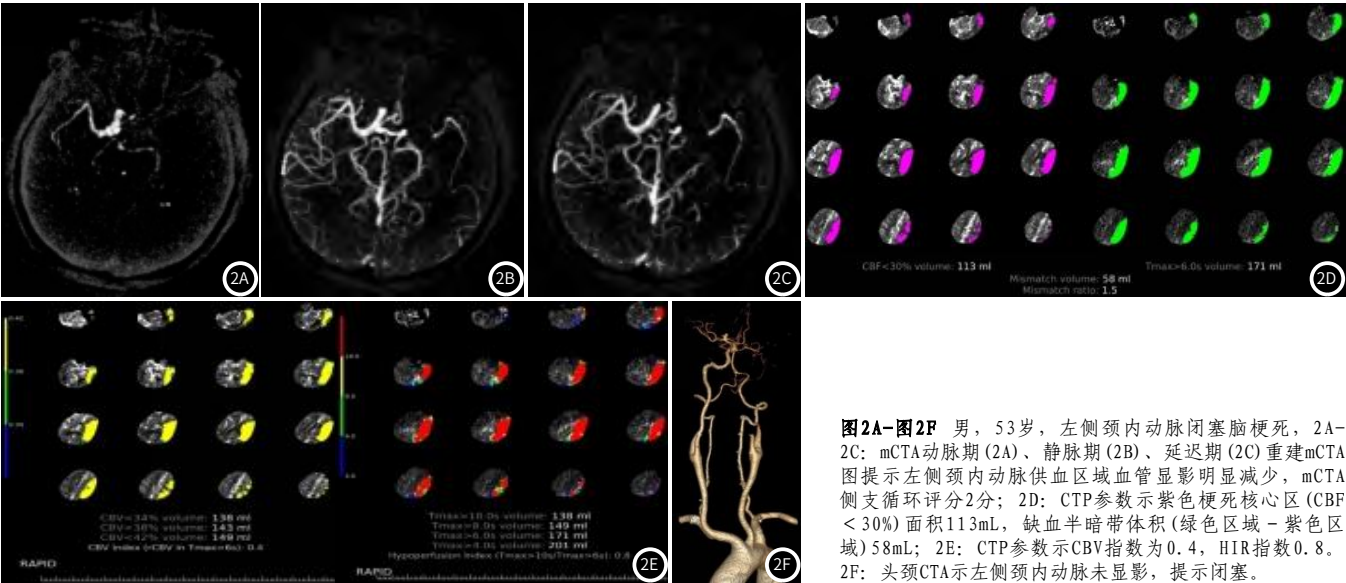 2A
2B
2C
CBF<30% volume: 113 ml
Tmax>6.0s volume: 171 ml
Mismatch volume: 58 ml
Mismatch ratio: 1.5
2D
CBV<34% volume: 138 ml
CBV<38% volume: 143 ml
CBV<42% volume: 149 ml
CBV Index (rCBV in Tmax>6s): 0.4
RAPID
Tmax>10.0s volume: 138 ml
Tmax>8.0s volume: 149 ml
Tmax>6.0s volume: 171 ml
Tmax>4.0s volume: 201 ml
Hypoperfusion Index (Tmax>10s/Tmax>6s): 0.8
RAPID
2E
2F
图2A-图2F 男，53岁，左侧颈内动脉闭塞脑梗死，2A-
2C：mCTA动脉期(2A)、静脉期(2B)、延迟期(2C)重建mCTA
图提示左侧颈内动脉供血区域血管显影明显减少，mCTA
侧支循环评分2分；2D：CTP参数示紫色梗死核心区(CBF
＜30%)面积113mL，缺血半暗带体积(绿色区域－紫色区
域)58mL；2E：CTP参数示CBV指数为0.4，HIR指数0.8。
2F：头颈CTA示左侧颈内动脉未显影，提示闭塞。